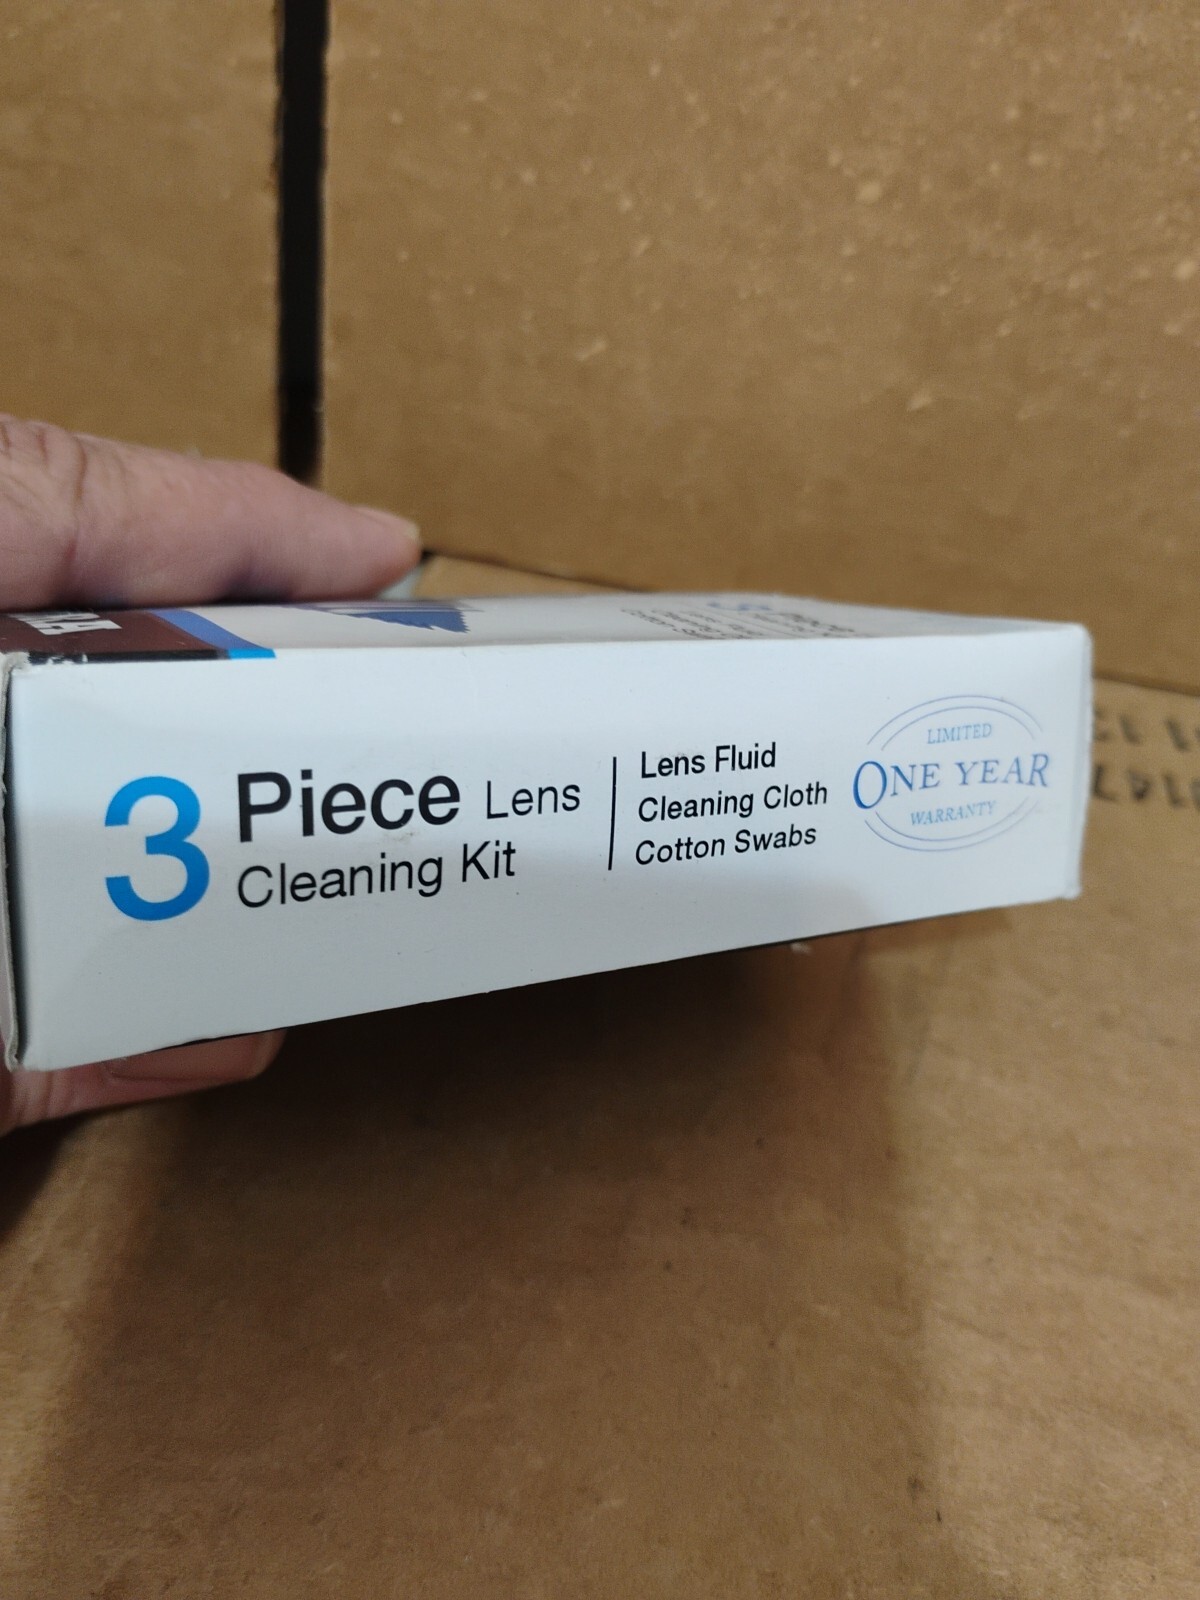 3 Piece Lens
Cleaning Kit
Lens Fluid
Cleaning Cloth
Cotton Swabs
LIMITED
ONE YEAR
WARRANTY